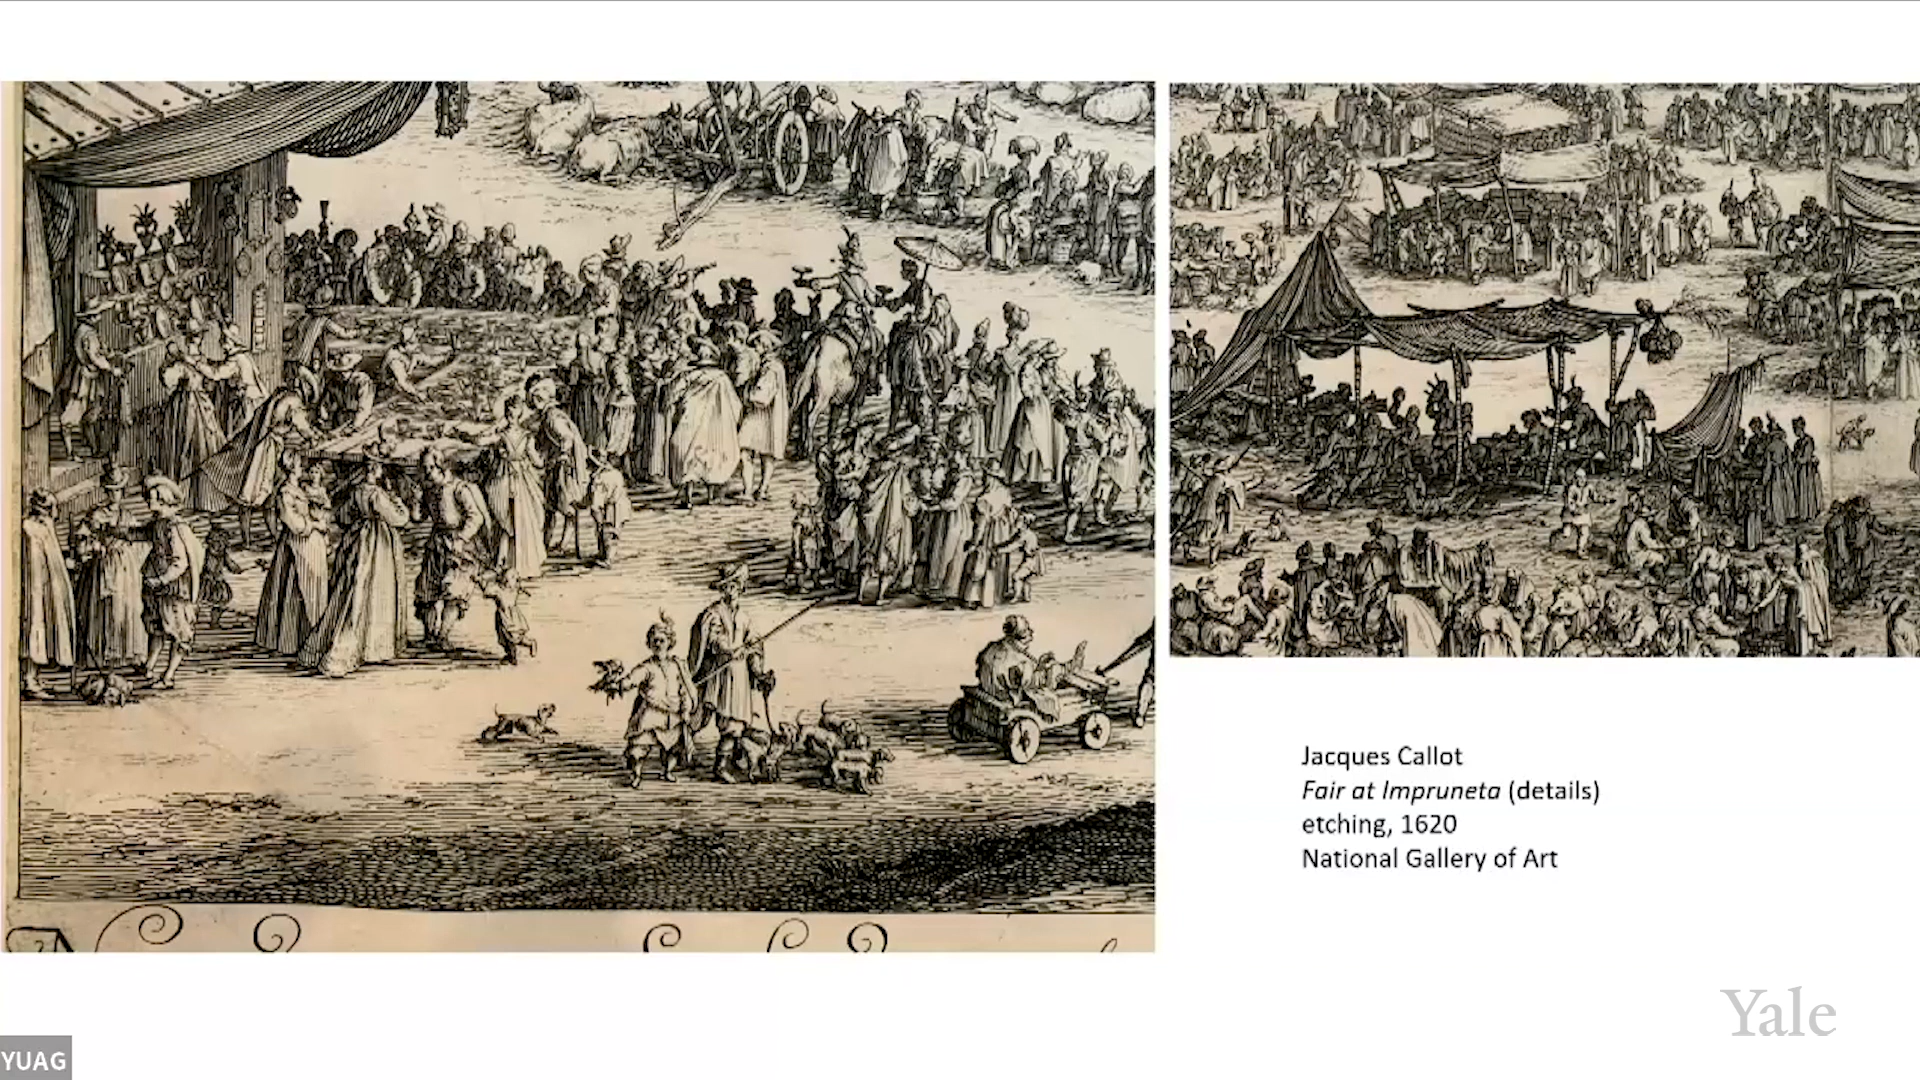 Jacques Callot
Fair at Impruneta (details)
etching, 1620
National Gallery of Art
Yale
YUAG